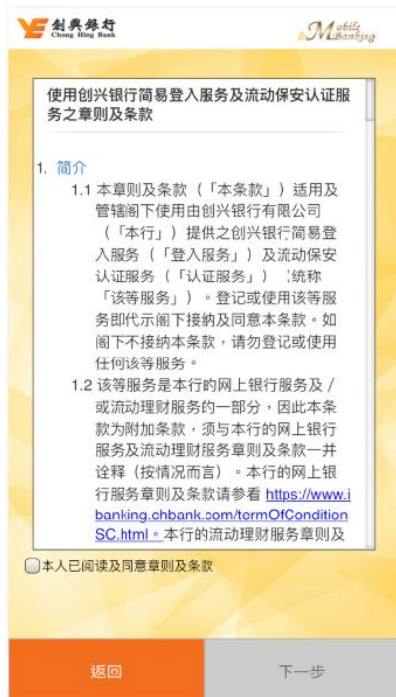 創興銀行
Chong Hing Bank
Mobile
Banking
使用创兴银行简易登入服务及流动保安认证服
务之章则及条款
1. 简介
1.1 本章则及条款（「本条款」）适用及
管辖阁下使用由创兴银行有限公司
（「本行」）提供之创兴银行简易登
入服务（「登入服务」）及流动保安
认证服务（「认证服务」）（统称
「该等服务」）。登记或使用该等服
务即代示阁下接纳及同意本条款。如
阁下不接纳本条款，请勿登记或使用
任何该等服务。
1.2 该等服务是本行的网上银行服务及 /
或流动理财服务的一部分，因此本条
款为附加条款，须与本行的网上银行
服务及流动理财服务章则及条款一并
诠释（按情况而言）。本行的网上银
行服务章则及条款请参看 https://www.i
banking.chbank.com/termOfCondition
SC.html。本行的流动理财服务章则及
本人已阅读及同意章则及条款
返回
下一步